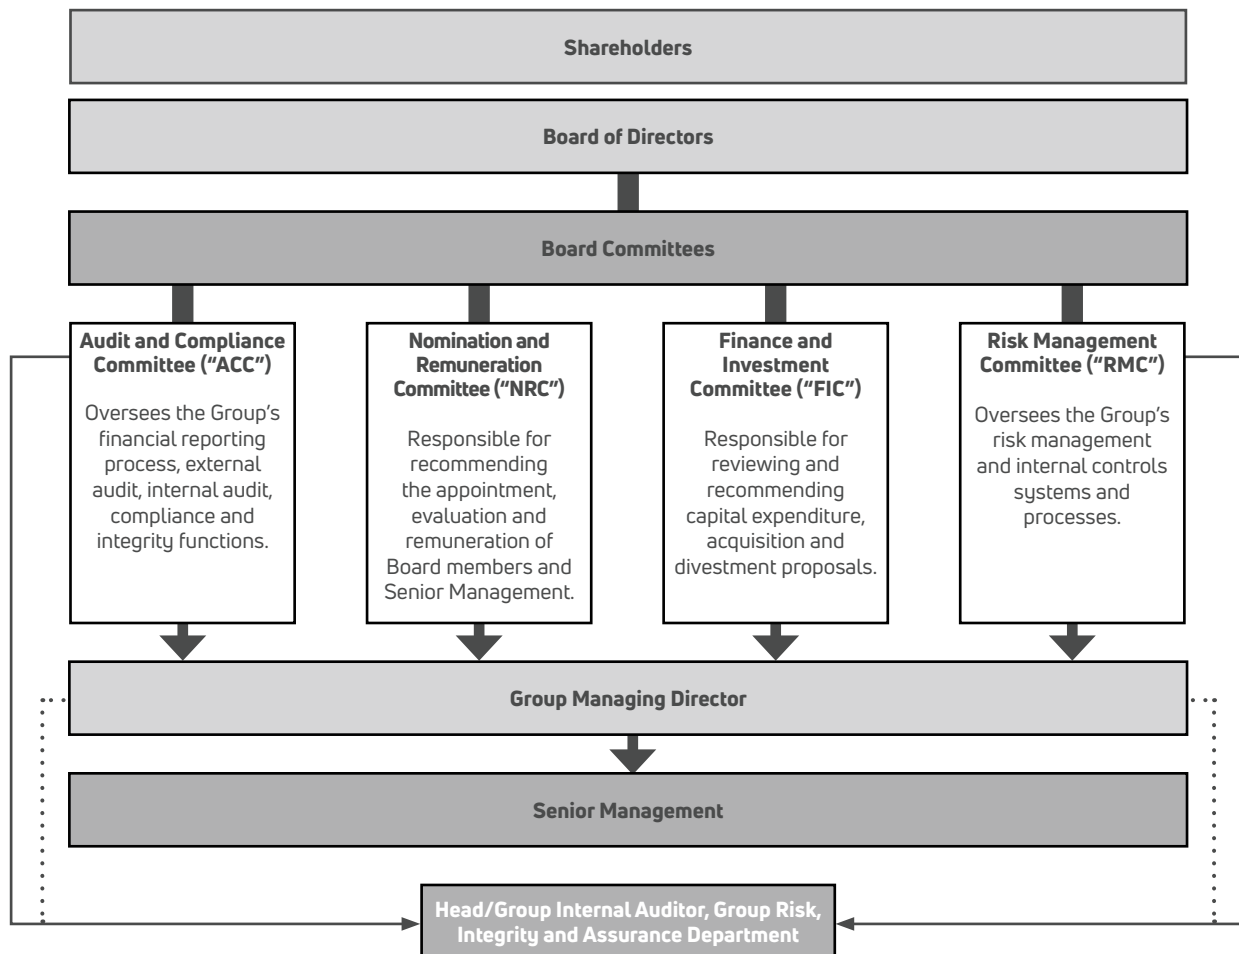 Shareholders
Board of Directors
Board Committees
Audit and Compliance
Committee (“ACC”)
Oversees the Group’s
financial reporting
process, external
audit, internal audit,
compliance and
integrity functions.
Nomination and
Remuneration
Committee (“NRC”)
Responsible for
recommending
the appointment,
evaluation and
remuneration of
Board members and
Senior Management.
Finance and
Investment
Committee (“FIC”)
Responsible for
reviewing and
recommending
capital expenditure,
acquisition and
divestment proposals.
Risk Management
Committee (“RMC”)
Oversees the Group’s
risk management
and internal controls
systems and
processes.
Group Managing Director
Senior Management
Head/Group Internal Auditor, Group Risk,
Integrity and Assurance Department